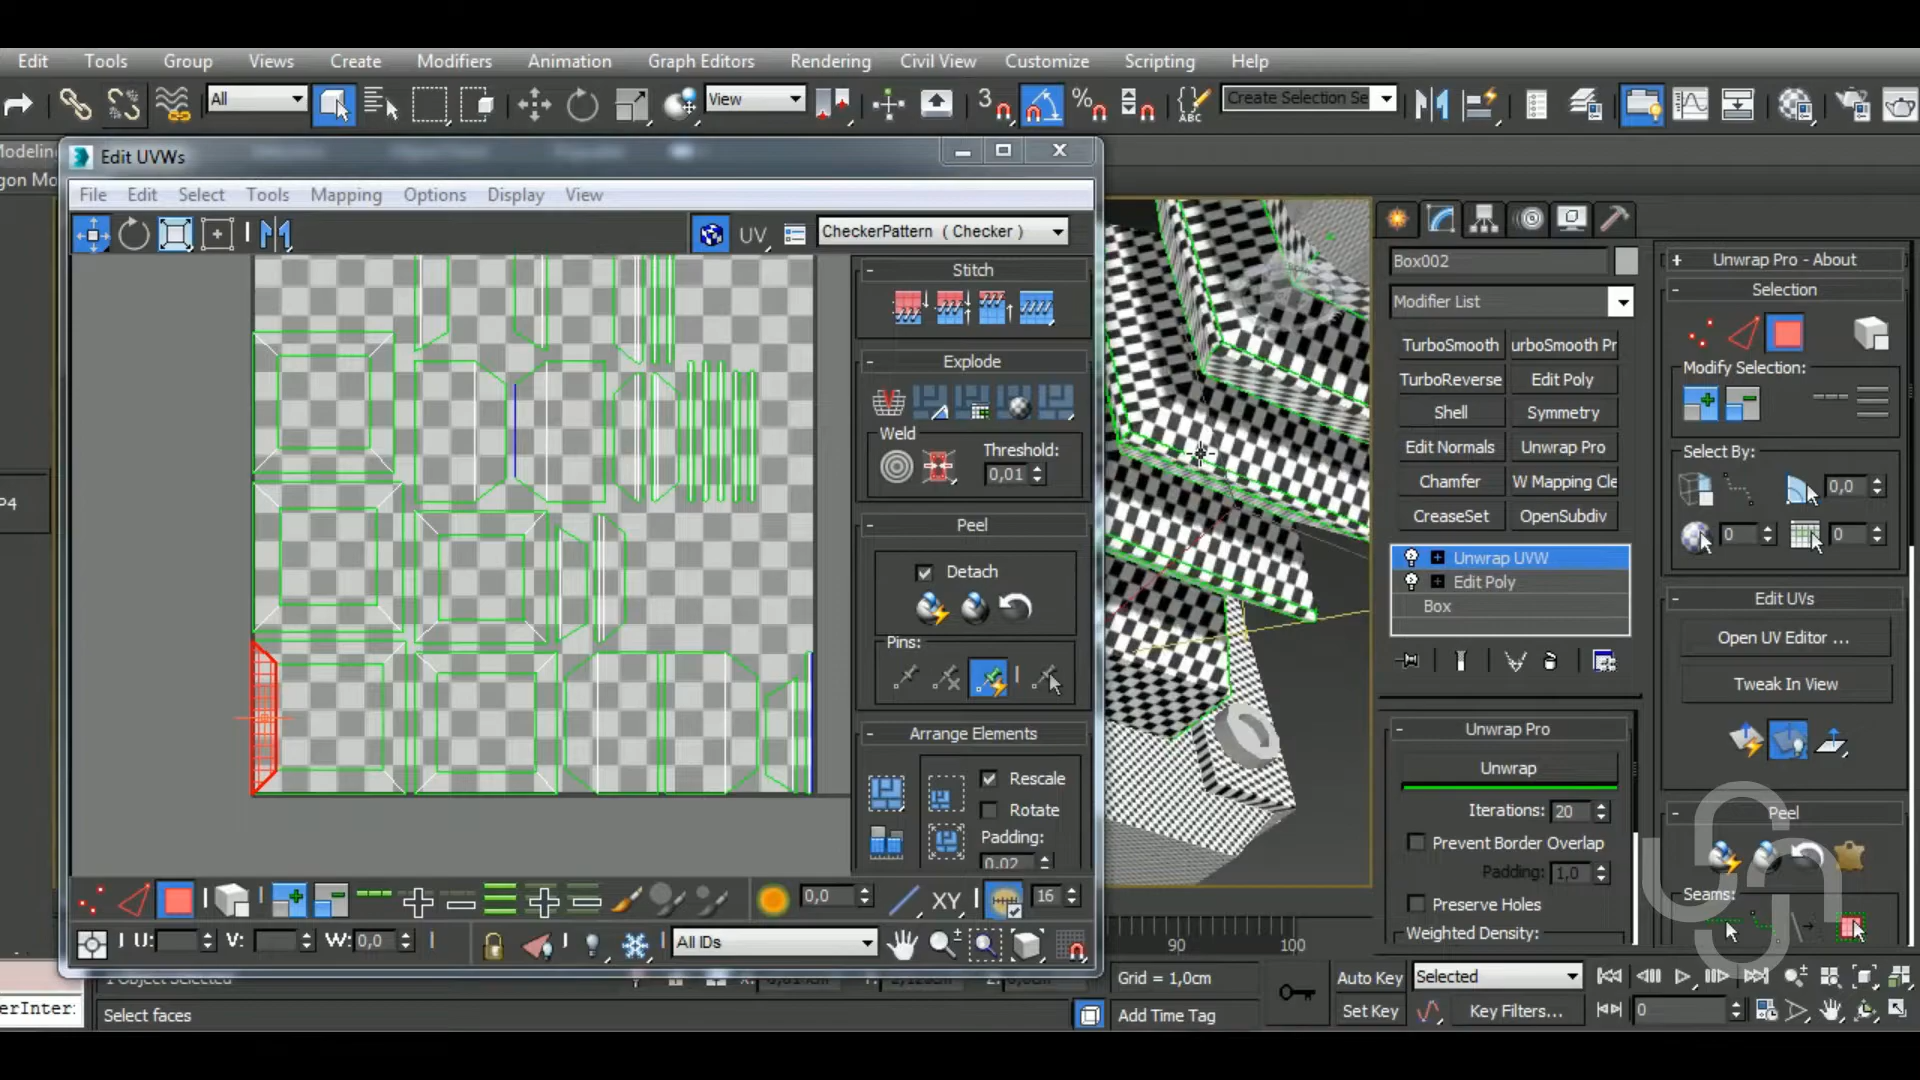 Edit Tools Group Views Create Modifiers Animation Graph Editors Rendering Civil View Customize Scripting Help
All View 3 % ABC Create Selection Se
Edit UVWs
File Edit Select Tools Mapping Options Display View
UV CheckerPattern ( Checker )
Stitch
Explode
Weld
Threshold:
0,01
Peel
Detach
Pins:
Arrange Elements
Rescale
Rotate
Padding:
0,02
0,0 XY 16
U: V: W: 0,0 All IDs
Box002
Modifier List
TurboSmooth urboSmooth Pr
TurboReverse Edit Poly
Shell Symmetry
Edit Normals Unwrap Pro
Chamfer W Mapping Cle
CreaseSet OpenSubdiv
Unwrap UVW
Edit Poly
Box
Unwrap Pro
Unwrap
Iterations: 20
Prevent Border Overlap
Padding: 1,0
Preserve Holes
Weighted Density:
Unwrap Pro - About
Selection
Modify Selection:
Select By:
0,0
0 0
Edit UVs
Open UV Editor ...
Tweak In View
Peel
Seams:
90 100
Grid = 1,0cm Auto Key Selected
Select faces Add Time Tag Set Key Key Filters... 0
P4
erInter: